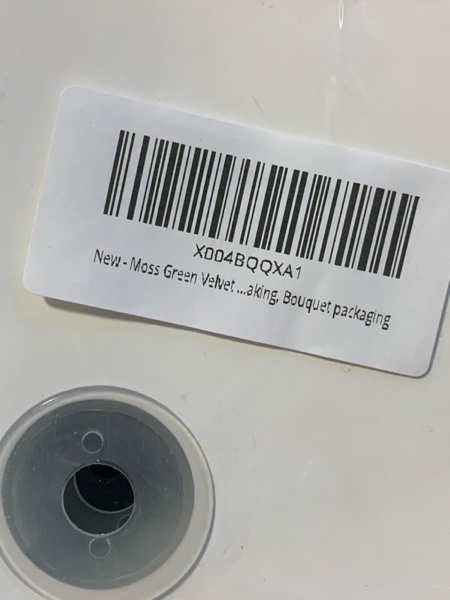 X004BQQXA1
New - Moss Green Velvet ...aking, Bouquet packaging